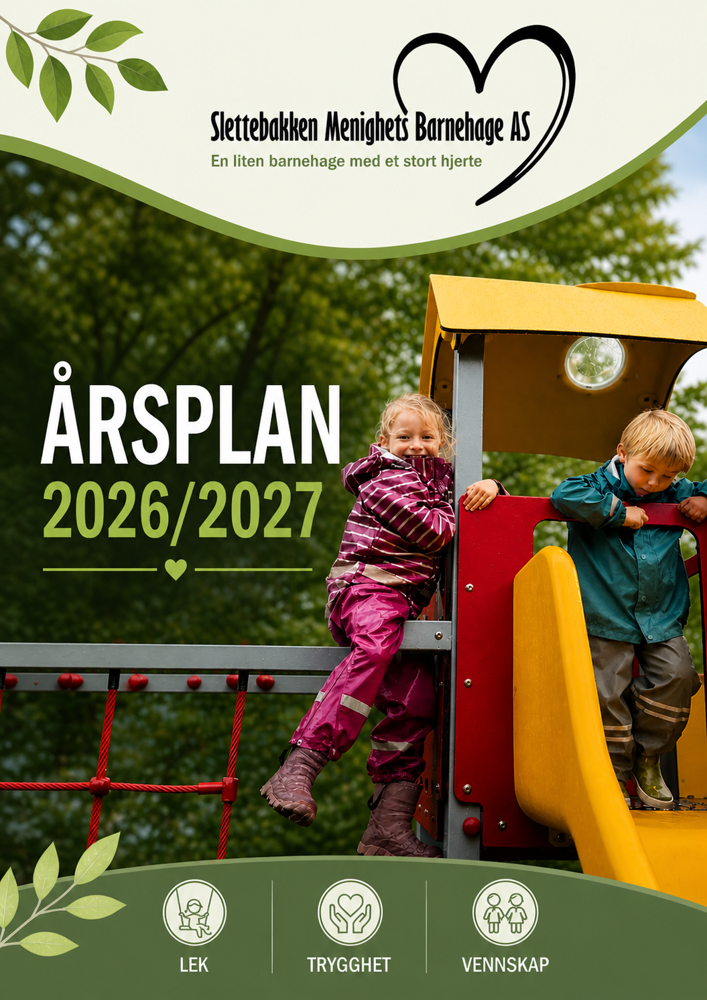 Slettebakken Menighets Barnehage AS
En liten barnehage med et stort hjerte
ÅRSPLAN
2026/2027
LEK
TRYGGHET
VENNSKAP